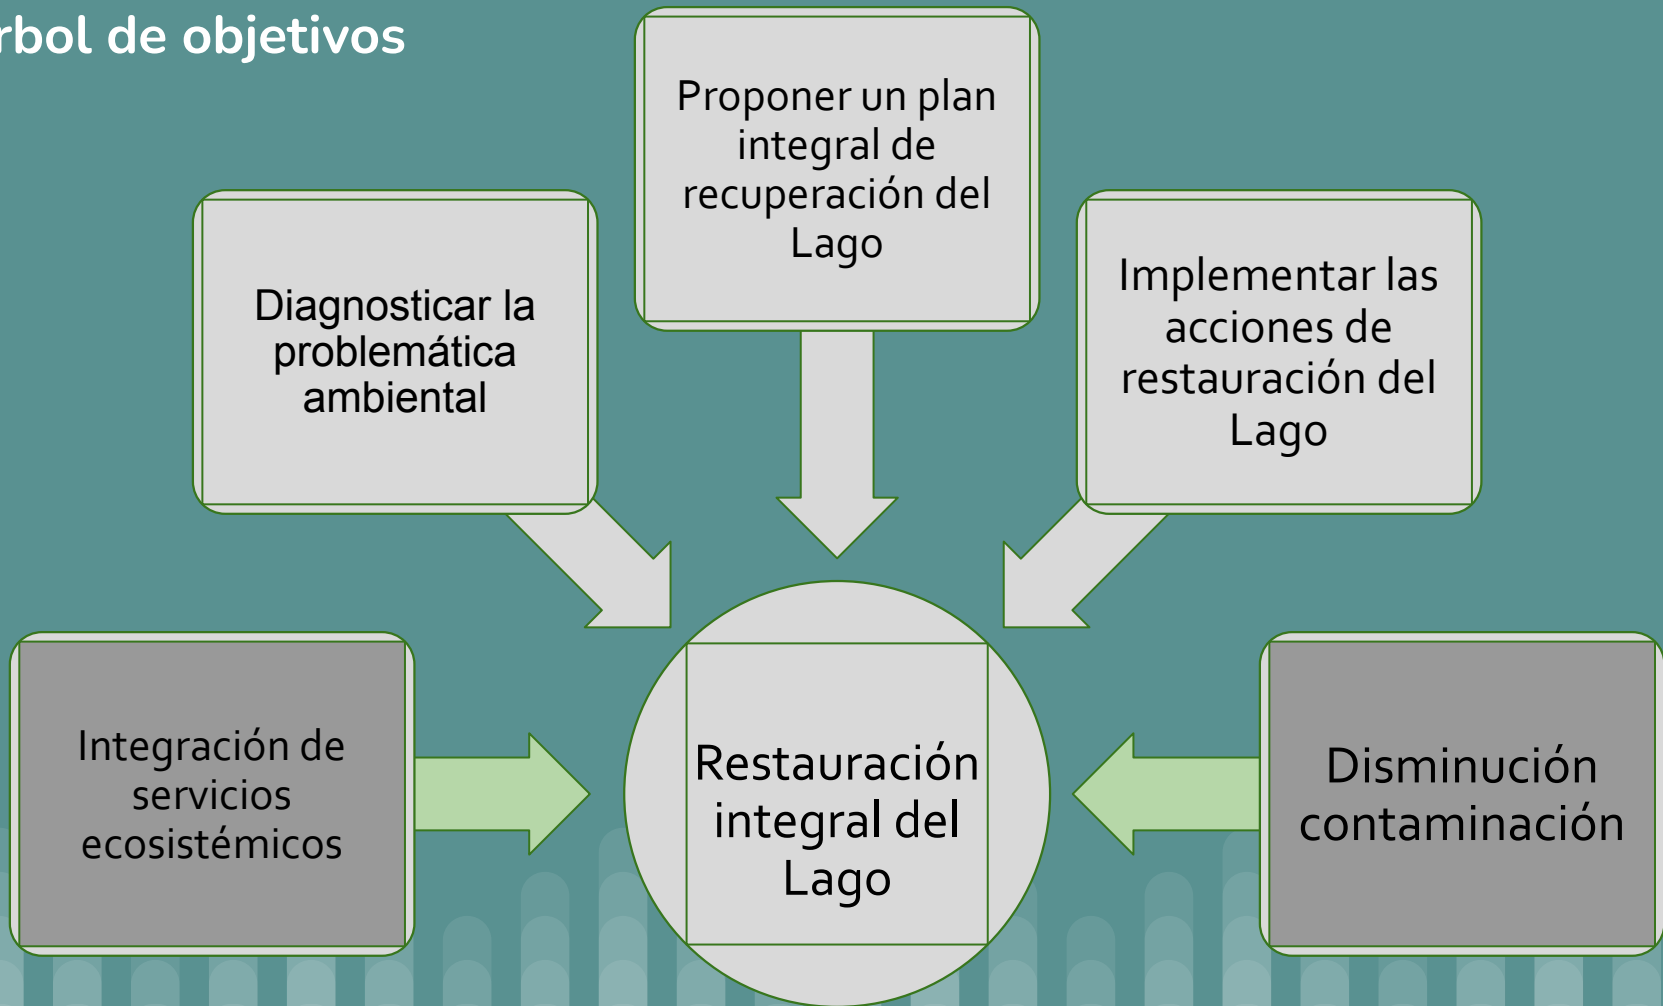 rbol de objetivos
Proponer un plan
integral de
recuperación del
Lago
Diagnosticar la
problemática
ambiental
Implementar las
acciones de
restauración del
Lago
Integración de
servicios
ecosistémicos
Restauración
integral del
Lago
Disminución
contaminación